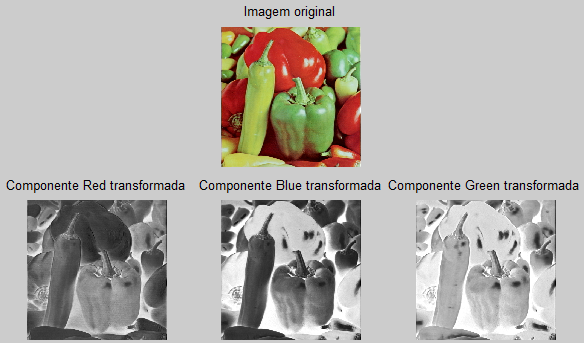 Imagem original
Componente Red transformada
Componente Blue transformada
Componente Green transformada